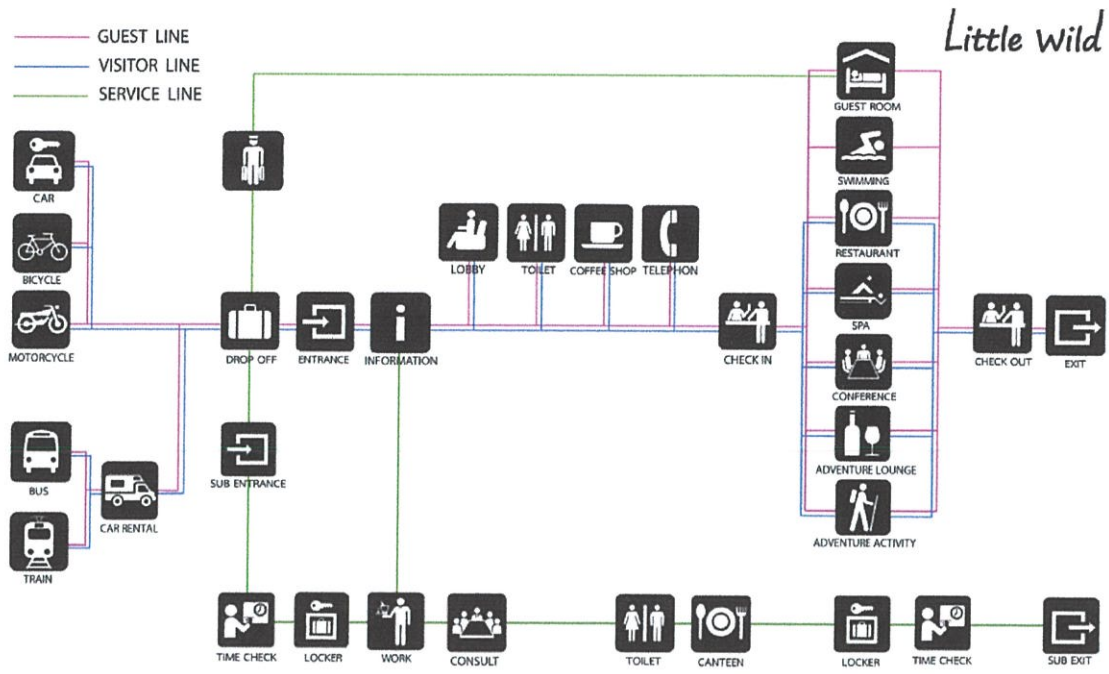 Little Wild
GUEST LINE
VISITOR LINE
SERVICE LINE
GUEST ROOM
CAR
SWIMMING
BICYCLE
LOBBY
TOILET
COFFEE SHOP
TELEPHON
RESTAURANT
MOTORCYCLE
DROP OFF
ENTRANCE
INFORMATION
CHECK IN
SPA
CHECK OUT
EXIT
CONFERENCE
BUS
CAR RENTAL
SUB ENTRANCE
ADVENTURE LOUNGE
TRAIN
ADVENTURE ACTIVITY
TIME CHECK
LOCKER
WORK
CONSULT
TOILET
CANTEEN
LOCKER
TIME CHECK
SUB EXIT